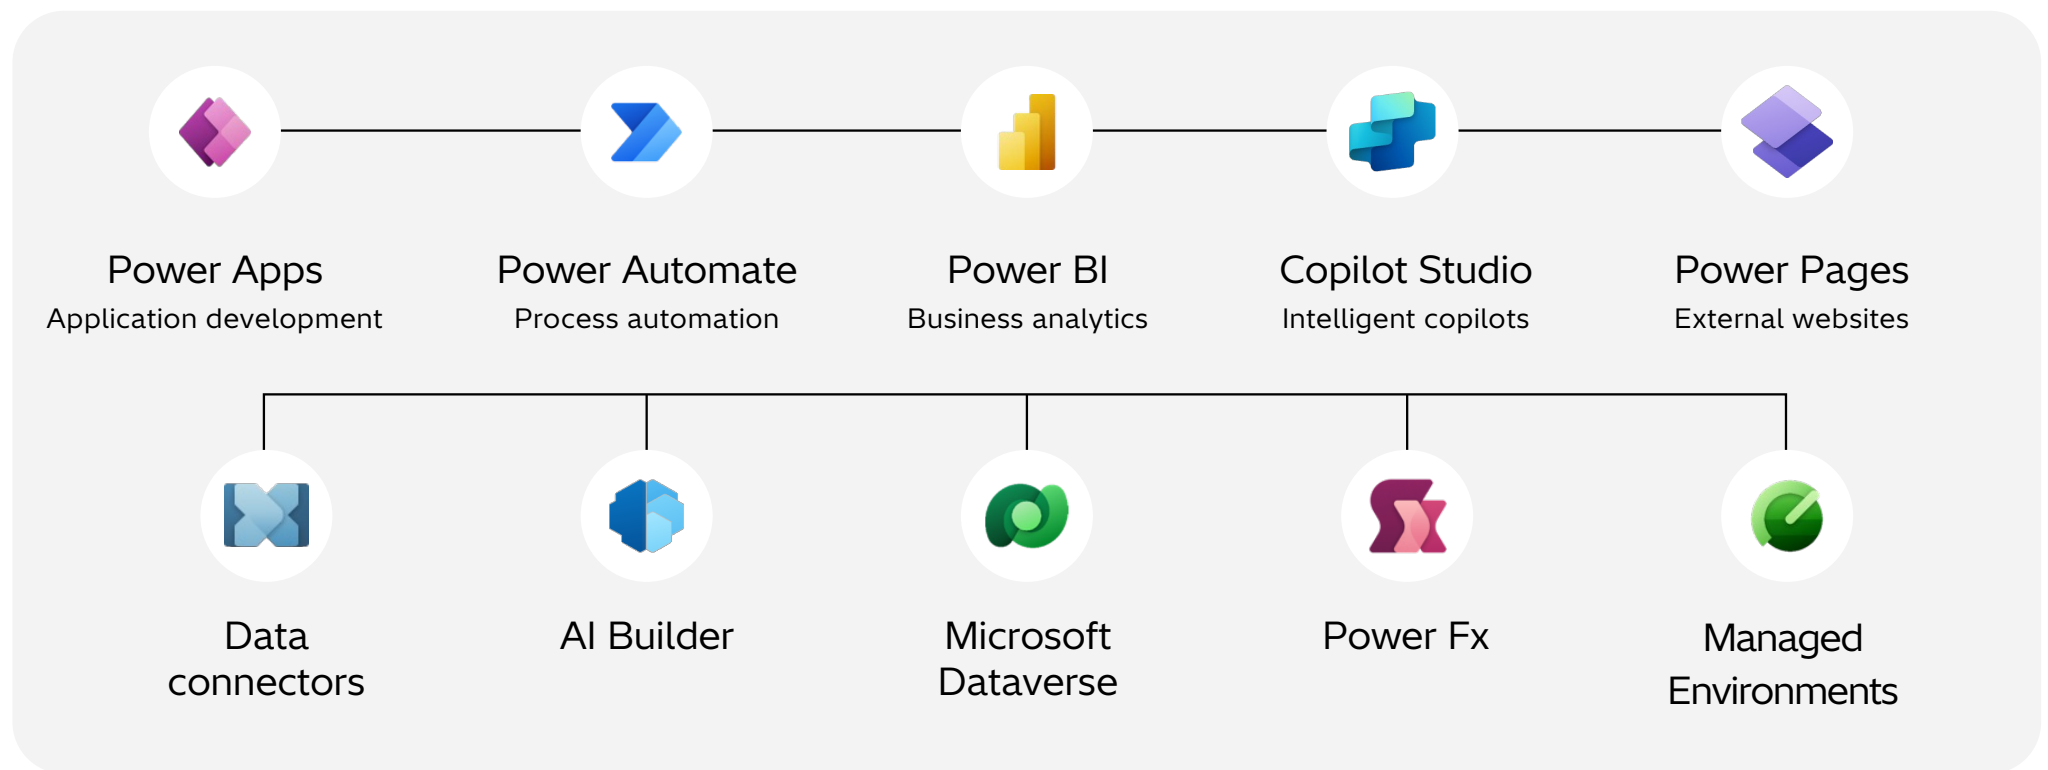 Power Apps
Application development
Power Automate
Process automation
Power BI
Business analytics
Copilot Studio
Intelligent copilots
Power Pages
External websites
Data
connectors
AI Builder
Microsoft
Dataverse
Power Fx
Managed
Environments